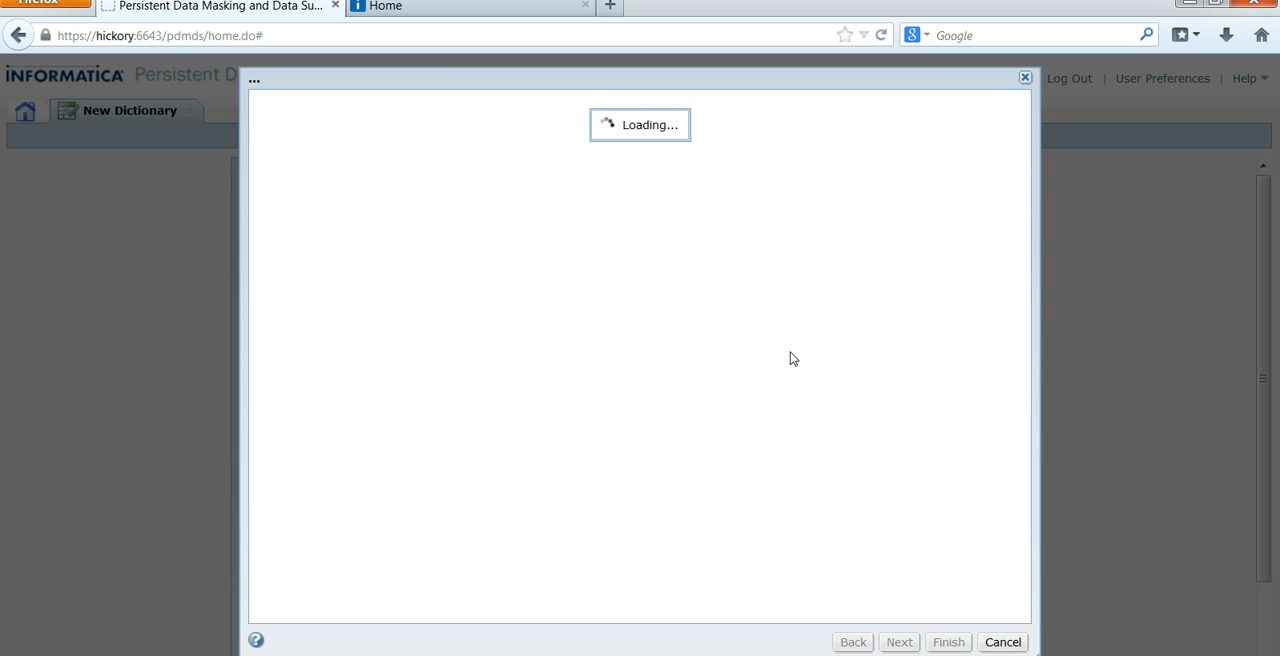 Firefox
Persistent Data Masking and Data Su...
Home
https://hickory:6643/pdmds/home.do#
Google
INFORMATICA Persistent D
Log Out | User Preferences | Help
New Dictionary
...
Loading...
Back
Next
Finish
Cancel